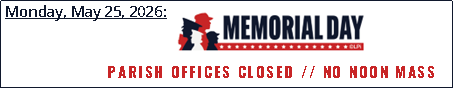 Monday, May 25, 2026:
MEMORIAL DAY
PARISH OFFICES CLOSED // NO NOON MASS